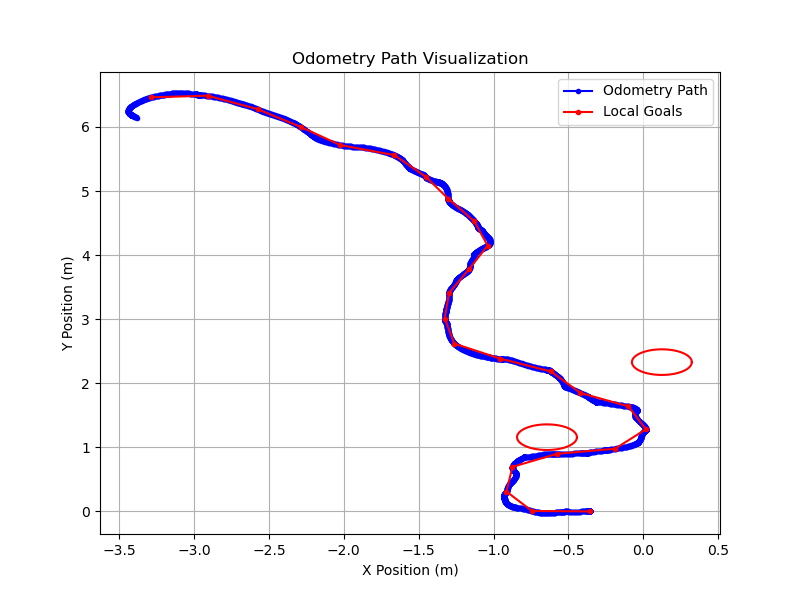 Odometry Path Visualization
Odometry Path
Local Goals
Y Position (m)
6
5
4
3
2
1
0
−3.5 −3.0 −2.5 −2.0 −1.5 −1.0 −0.5 0.0 0.5
X Position (m)